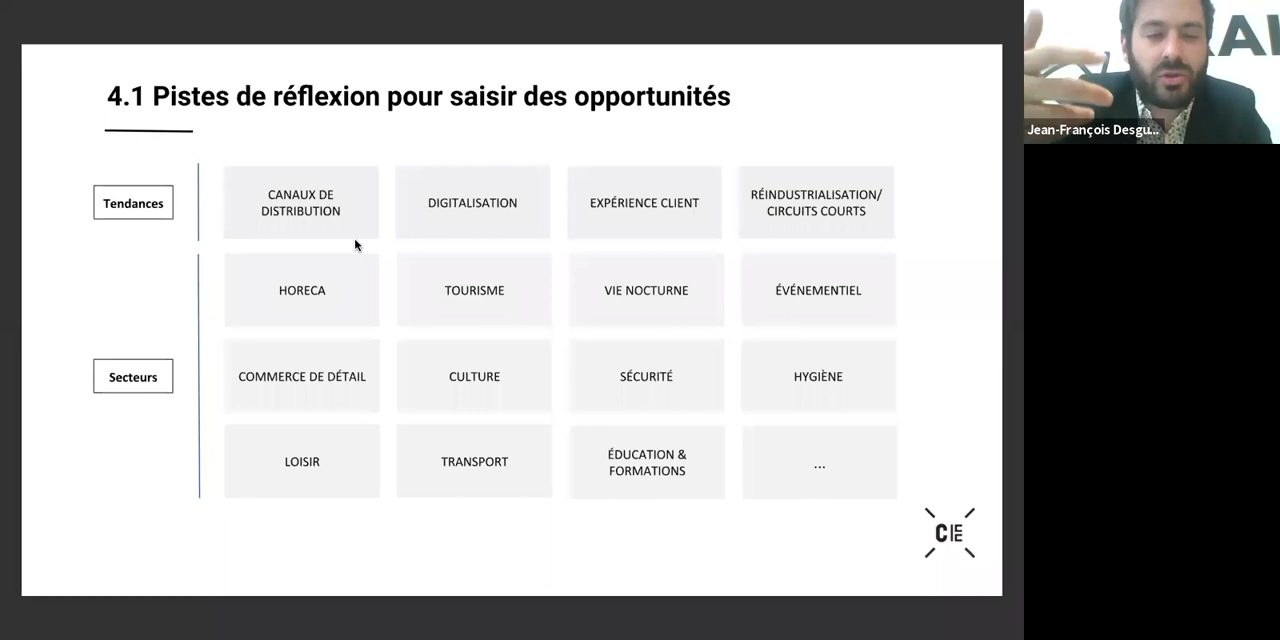 4.1 Pistes de réflexion pour saisir des opportunités
Tendances
CANAUX DE
DISTRIBUTION
DIGITALISATION
EXPÉRIENCE CLIENT
RÉINDUSTRIALISATION/
CIRCUITS COURTS
Secteurs
HORECA
TOURISME
VIE NOCTURNE
ÉVÉNEMENTIEL
COMMERCE DE DÉTAIL
CULTURE
SÉCURITÉ
HYGIÈNE
LOISIR
TRANSPORT
ÉDUCATION &
FORMATIONS
...
Jean-François Desgu...